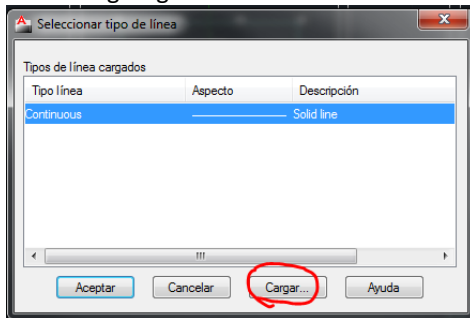 Seleccionar tipo de línea
Tipos de línea cargados
Tipo línea Aspecto Descripción
Continuous Solid line
Aceptar Cancelar Cargar... Ayuda